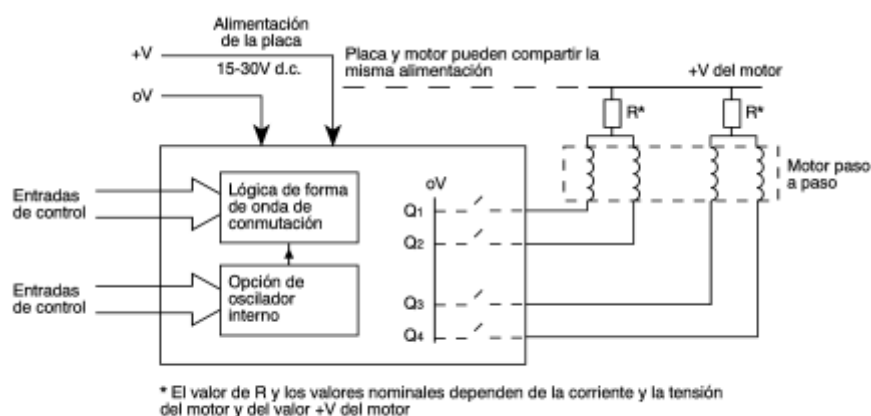 Alimentación
de la placa
+V
15-30V d.c.
oV
Placa y motor pueden compartir la
misma alimentación
+V del motor
R*
R*
Motor paso
a paso
Entradas
de control
Lógica de forma
de onda de
conmutación
Entradas
de control
Opción de
oscilador
interno
oV
Q1
Q2
Q3
Q4
* El valor de R y los valores nominales dependen de la corriente y la tensión
del motor y del valor +V del motor